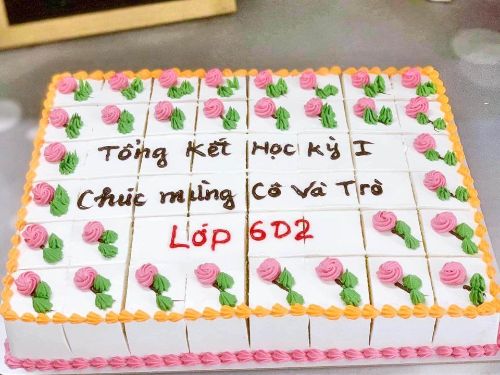 Tổng Kết Học Kỳ I
Chúc mừng Cô Và Trò
Lớp 6D2